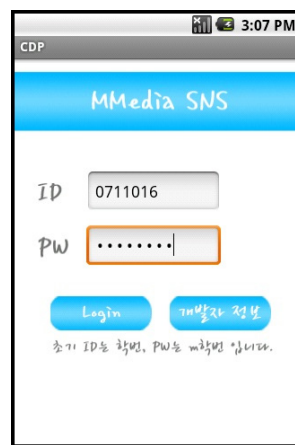 3:07 PM
CDP
MMedia SNS
ID 0711016
PW ••••••••
Login 개발자 정보
초기 ID는 학번, PW는 m학번 입니다.